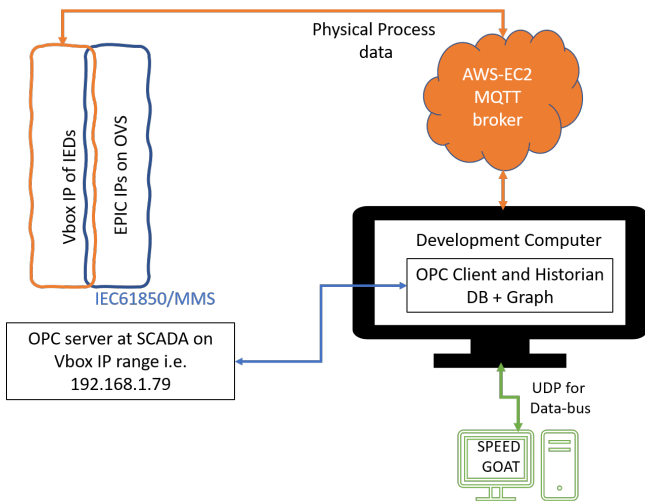 Physical Process
data
AWS-EC2
MQTT
broker
Vbox IP of IEDs
EPIC IPs on OVS
IEC61850/MMS
Development Computer
OPC Client and Historian
DB + Graph
OPC server at SCADA on
Vbox IP range i.e.
192.168.1.79
UDP for
Data-bus
SPEED
GOAT